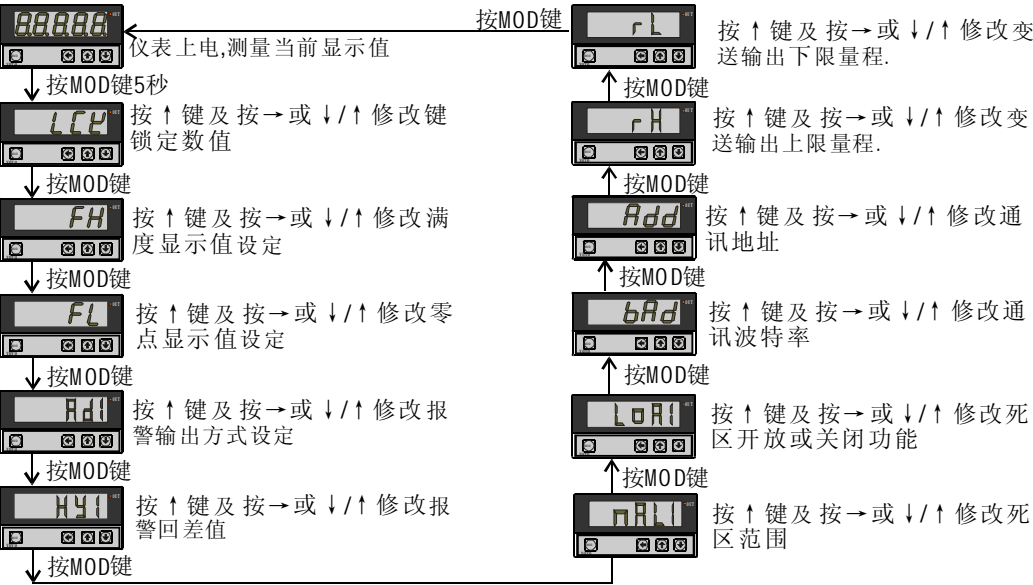 88888
仪表上电,测量当前显示值
按MOD键5秒
LCK
按↑键及按→或↓/↑修改键
锁定数值
按MOD键
FH
按↑键及按→或↓/↑修改满
度显示值设定
按MOD键
FL
按↑键及按→或↓/↑修改零
点显示值设定
按MOD键
Ad1
按↑键及按→或↓/↑修改报
警输出方式设定
按MOD键
HY1
按↑键及按→或↓/↑修改报
警回差值
按MOD键
nAL1
按↑键及按→或↓/↑修改死
区范围
按MOD键
LoA1
按↑键及按→或↓/↑修改死
区开放或关闭功能
按MOD键
bAd
按↑键及按→或↓/↑修改通
讯波特率
按MOD键
Add
按↑键及按→或↓/↑修改通
讯地址
按MOD键
rH
按↑键及按→或↓/↑修改变
送输出上限量程.
按MOD键
rL
按↑键及按→或↓/↑修改变
送输出下限量程.
按MOD键